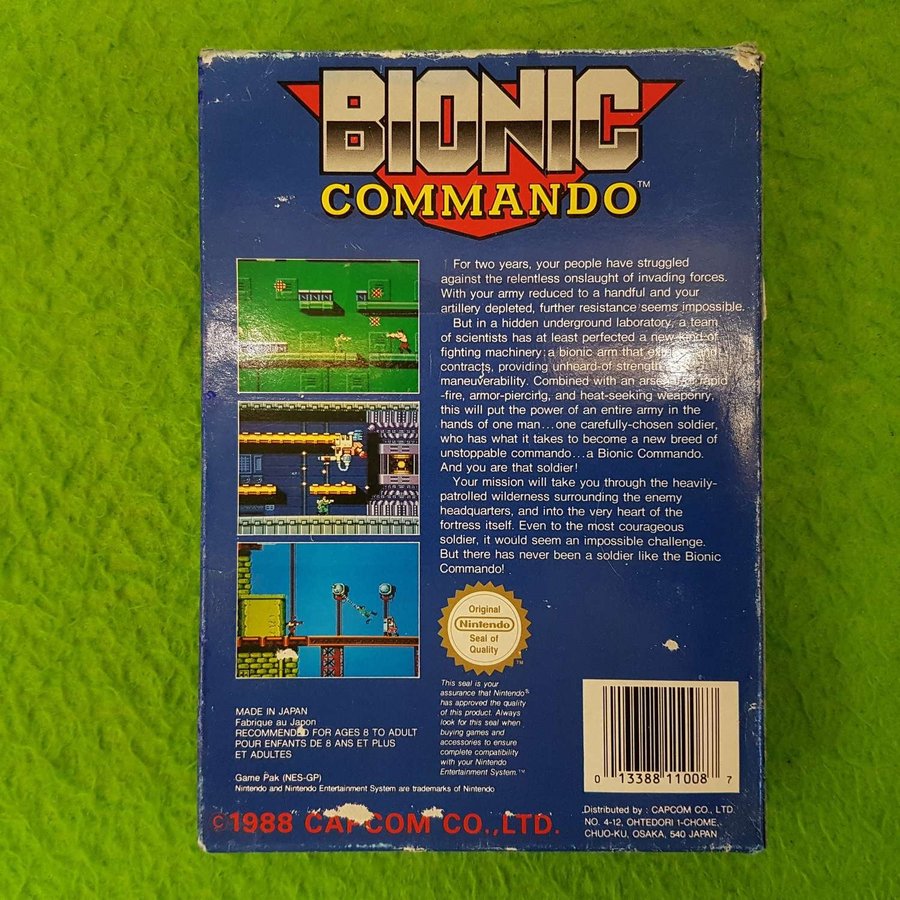 BIONIC
COMMANDO™
For two years, your people have struggled
against the relentless onslaught of invading forces.
With your army reduced to a handful and your
artillery depleted, further resistance seems impossible.
But in a hidden underground laboratory, a team
of scientists has at least perfected a new kind of
fighting machinery: a bionic arm that and
contracts, providing unheard-of strength
maneuverability. Combined with an arsenal of rapid
-fire, armor-piercing, and heat-seeking weaponry,
this will put the power of an entire army in the
hands of one man...one carefully-chosen soldier,
who has what it takes to become a new breed of
unstoppable commando...a Bionic Commando.
And you are that soldier!
Your mission will take you through the heavily-
patrolled wilderness surrounding the enemy
headquarters, and into the very heart of the
fortress itself. Even to the most courageous
soldier, it would seem an impossible challenge.
But there has never been a soldier like the Bionic
Commando!
Original
Nintendo
Seal of
Quality
™
This seal is your
assurance that Nintendo®
has approved the quality
of this product. Always
look for this seal when
buying games and
accessories to ensure
complete compatibility
with your Nintendo
Entertainment System.™
MADE IN JAPAN
Fabrique au Japon
RECOMMENDED FOR AGES 8 TO ADULT
POUR ENFANTS DE 8 ANS ET PLUS
ET ADULTES
Game Pak (NES-GP)
Nintendo and Nintendo Entertainment System are trademarks of Nintendo
©1988 CAPCOM CO.,LTD.
0 13388 11008 7
Distributed by : CAPCOM CO., LTD.
NO. 4-12, OHTEDORI 1-CHOME,
CHUO-KU, OSAKA, 540 JAPAN